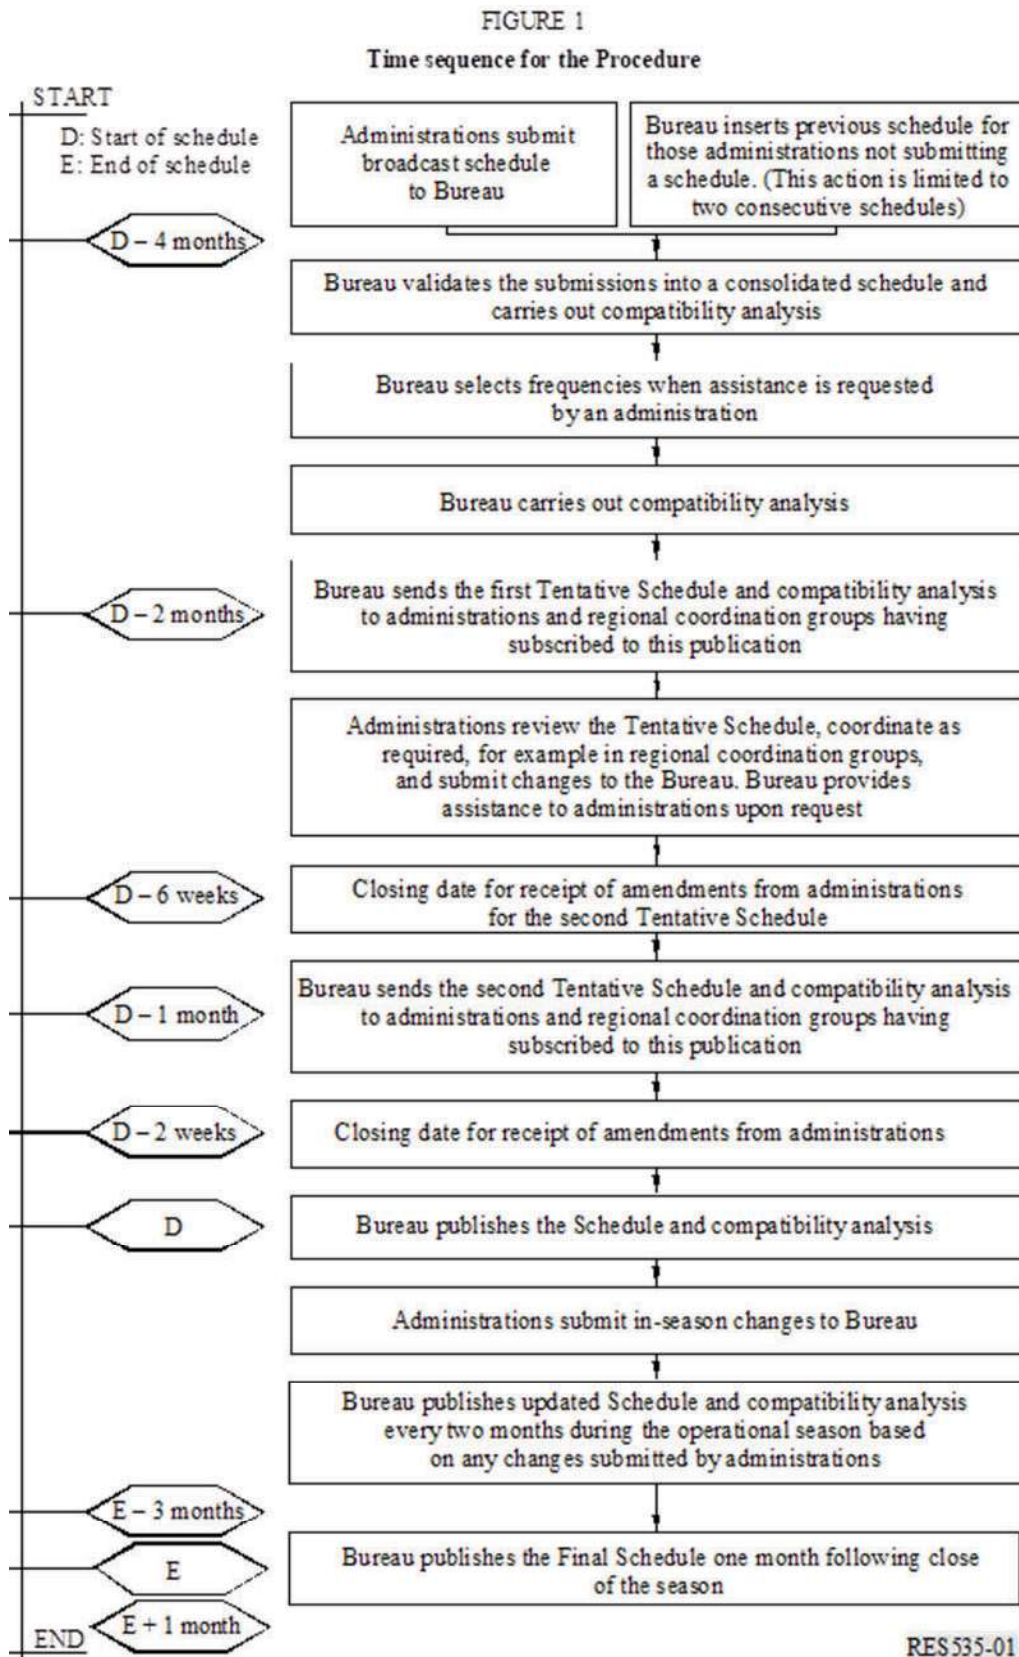 FIGURE 1
Time sequence for the Procedure
START
D: Start of schedule
E: End of schedule
Administrations submit
broadcast schedule
to Bureau
Bureau inserts previous schedule for
those administrations not submitting
a schedule. (This action is limited to
two consecutive schedules)
D – 4 months
Bureau validates the submissions into a consolidated schedule and
carries out compatibility analysis
Bureau selects frequencies when assistance is requested
by an administration
Bureau carries out compatibility analysis
D – 2 months
Bureau sends the first Tentative Schedule and compatibility analysis
to administrations and regional coordination groups having
subscribed to this publication
Administrations review the Tentative Schedule, coordinate as
required, for example in regional coordination groups,
and submit changes to the Bureau. Bureau provides
assistance to administrations upon request
D – 6 weeks
Closing date for receipt of amendments from administrations
for the second Tentative Schedule
D – 1 month
Bureau sends the second Tentative Schedule and compatibility analysis
to administrations and regional coordination groups having
subscribed to this publication
D – 2 weeks
Closing date for receipt of amendments from administrations
D
Bureau publishes the Schedule and compatibility analysis
Administrations submit in-season changes to Bureau
Bureau publishes updated Schedule and compatibility analysis
every two months during the operational season based
on any changes submitted by administrations
E – 3 months
E
Bureau publishes the Final Schedule one month following close
of the season
E + 1 month
END
RES535-01